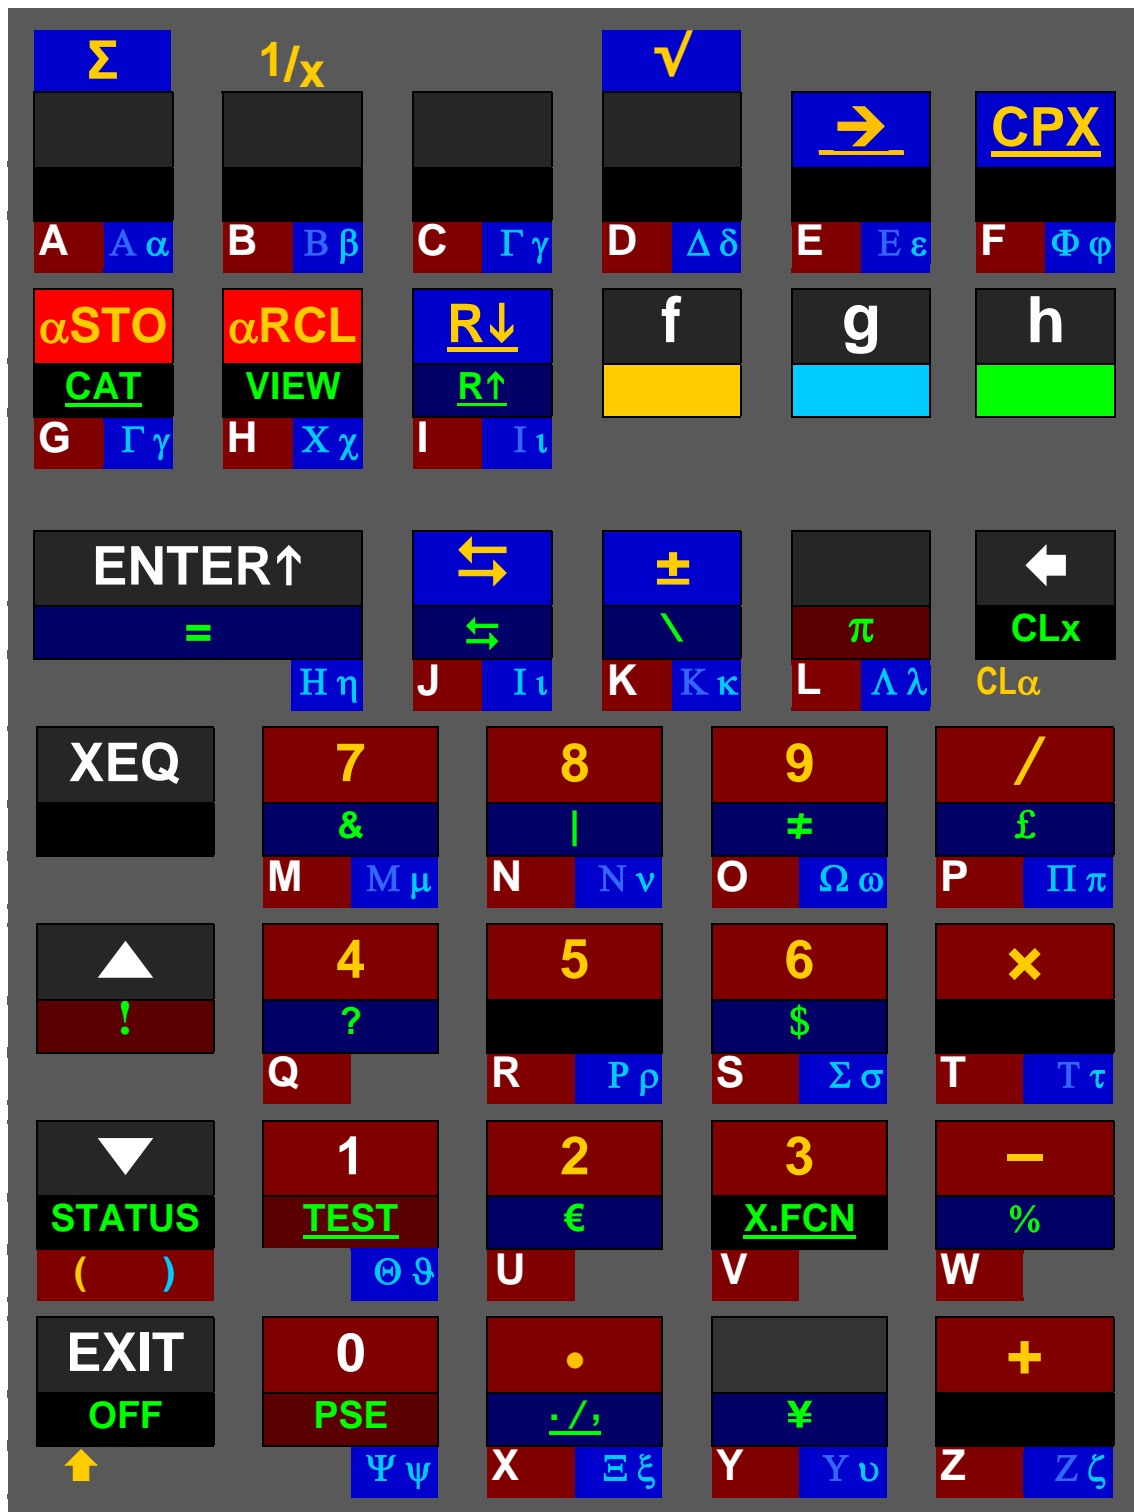 Σ 1/x √
→ CPX
A Α α B Β β C Γ γ D Δ δ E Ε ε F Φ φ
αSTO αRCL R↓ f g h
CAT VIEW R↑
G Γ γ H Χ χ I Ι ι
ENTER↑ ⇆ ± 🡄
= ⇆ \ π CLx
Η η J Ι ι K Κ κ L Λ λ CLα
XEQ 7 8 9 /
& | ≠ £
M Μ μ N Ν ν O Ω ω P Π π
▲ 4 5 6 ×
! ? $
Q R Ρ ρ S Σ σ T Τ τ
▼ 1 2 3 −
STATUS TEST € X.FCN %
( ) Θ ϑ U V W
EXIT 0 . +
OFF PSE ./, ¥
🡅 Ψ ψ X Ξ ξ Y Υ υ Z Ζ ζ